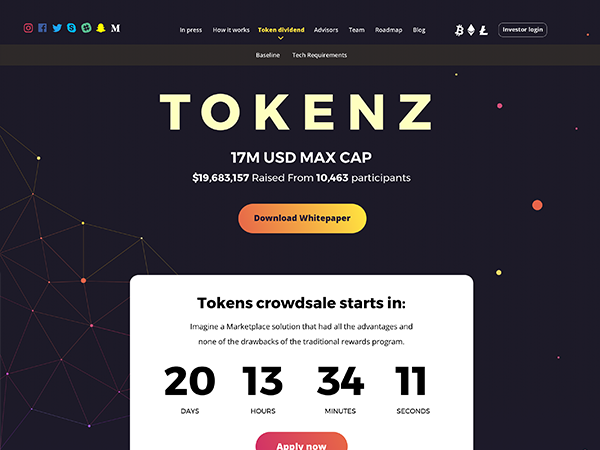 In press How it works Token dividend Advisors Team Roadmap Blog Investor login
Baseline Tech Requirements
TOKENZ
17M USD MAX CAP
$19,683,157 Raised From 10,463 participants
Download Whitepaper
Tokens crowdsale starts in:
Imagine a Marketplace solution that had all the advantages and
none of the drawbacks of the traditional rewards program.
20 13 34 11
DAYS HOURS MINUTES SECONDS
Apply now